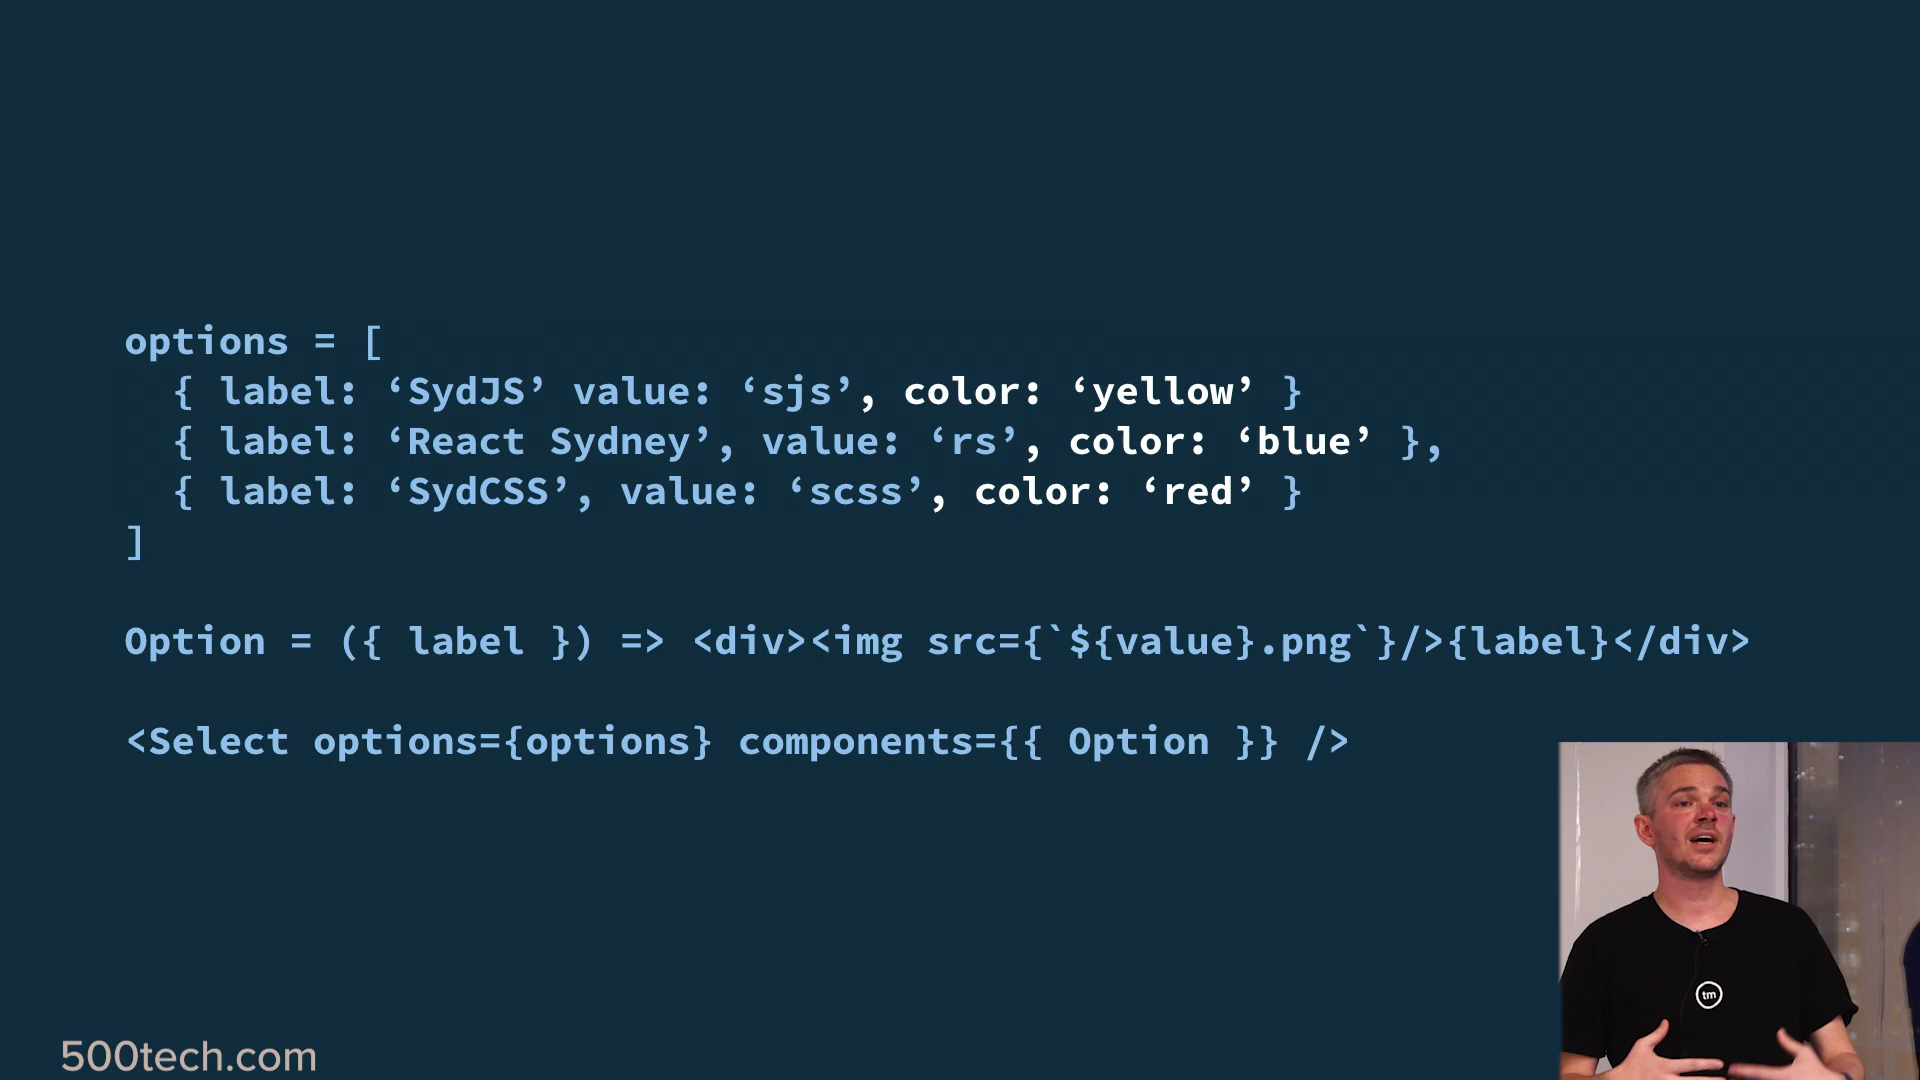 options = [
  { label: ‘SydJS’ value: ‘sjs’, color: ‘yellow’ }
  { label: ‘React Sydney’, value: ‘rs’, color: ‘blue’ },
  { label: ‘SydCSS’, value: ‘scss’, color: ‘red’ }
]
Option = ({ label }) => <div><img src={`${value}.png`}/>{label}</div>
<Select options={options} components={{ Option }} />
tm
500tech.com